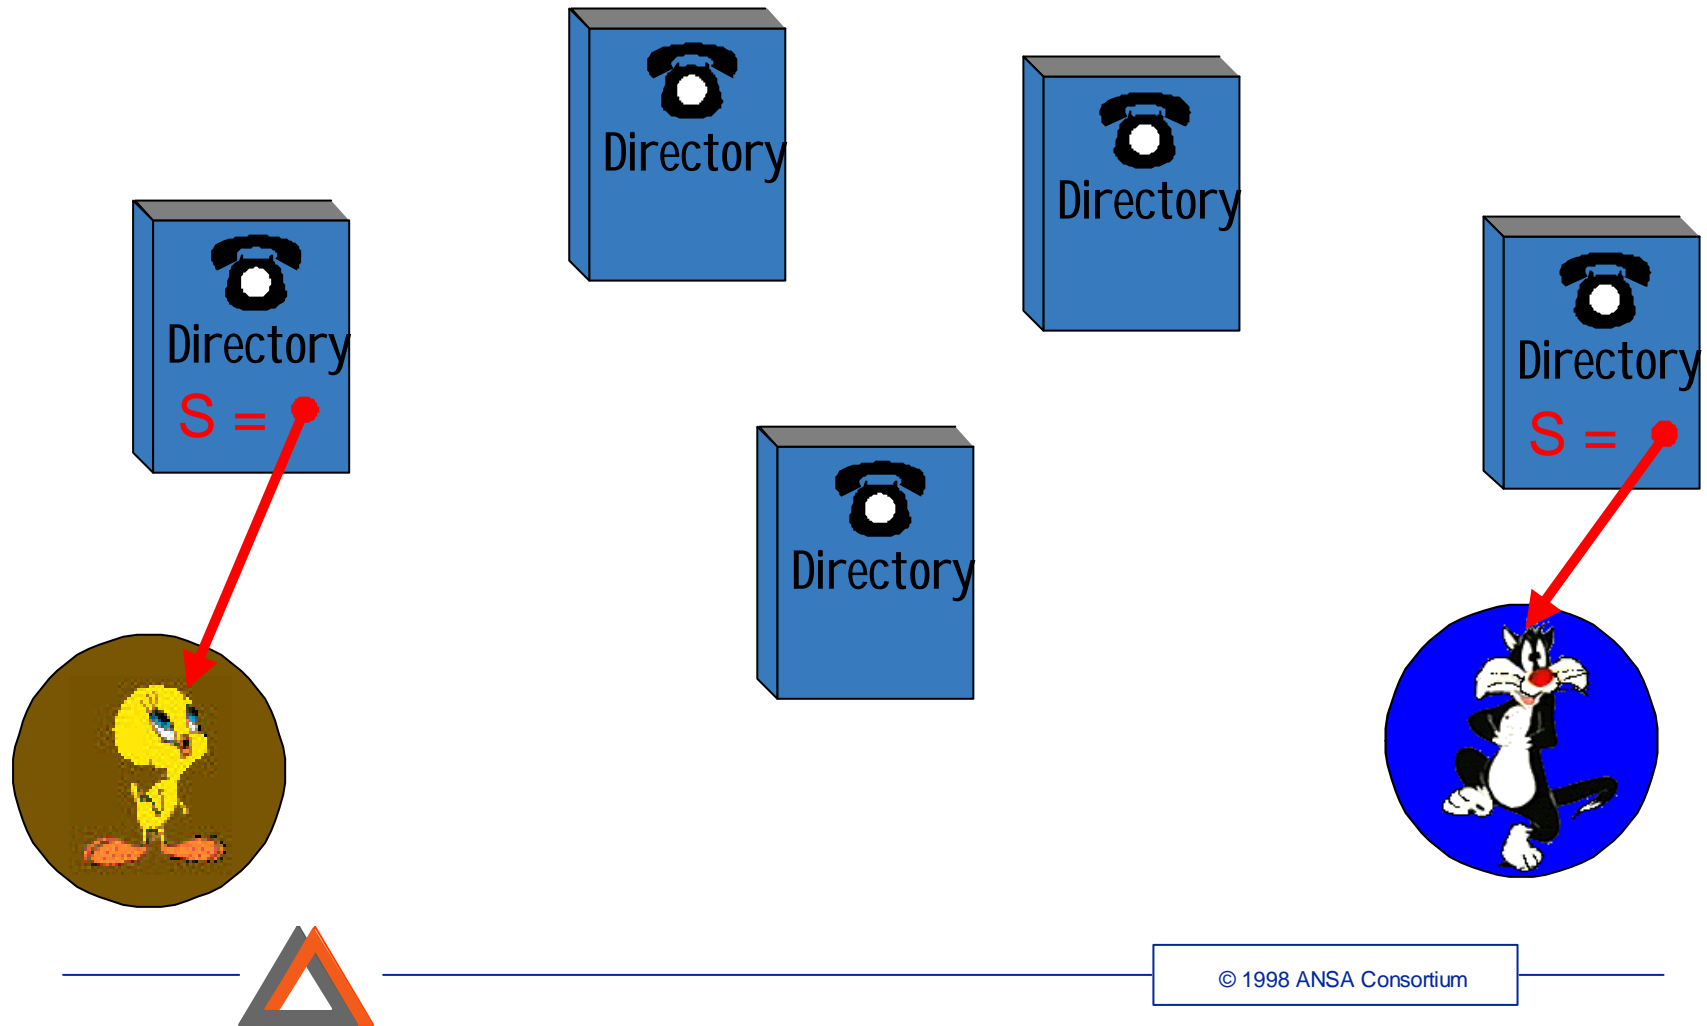 Directory
Directory
Directory
S =
Directory
S =
Directory
© 1998 ANSA Consortium